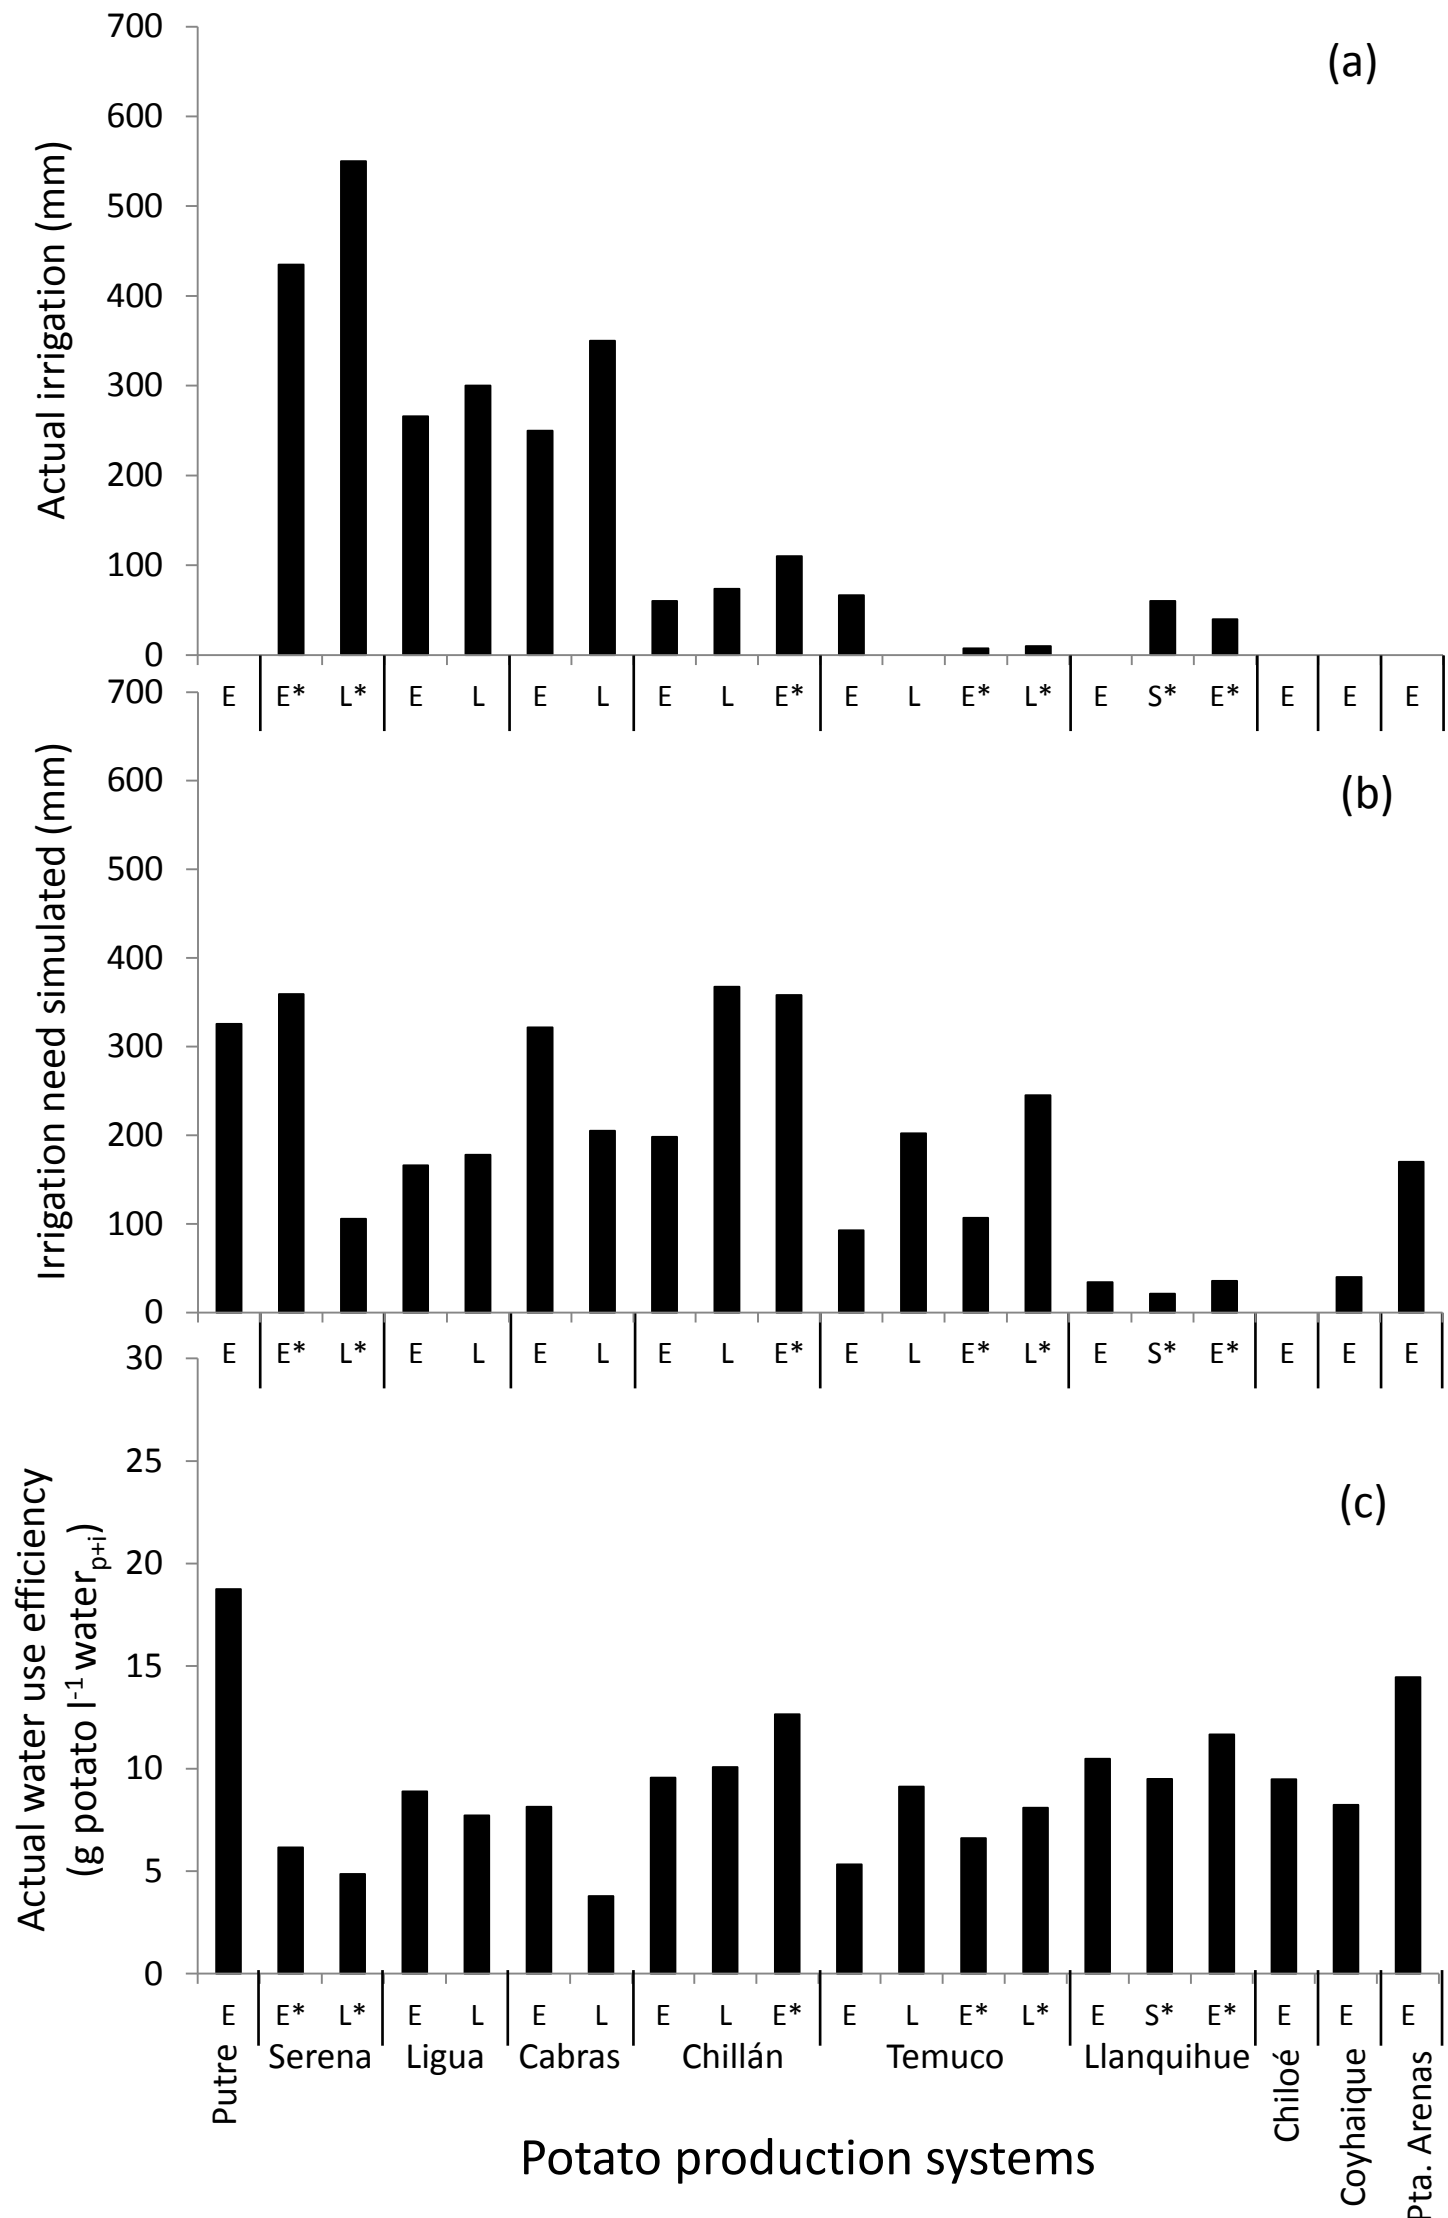 700
600
500
400
300
200
100
0
Actual irrigation (mm)
(a)
E E* L* E L E L E L E* E L E* L* E S* E* E E E
700
600
500
400
300
200
100
0
Irrigation need simulated (mm)
(b)
E E* L* E L E L E L E* E L E* L* E S* E* E E E
30
25
20
15
10
5
0
Actual water use efficiency
(g potato l-1 water p+i)
(c)
E E* L* E L E L E L E* E L E* L* E S* E* E E E
Putre Serena Ligua Cabras Chillán Temuco Llanquihue Chiloé Coyhaique Pta. Arenas
Potato production systems